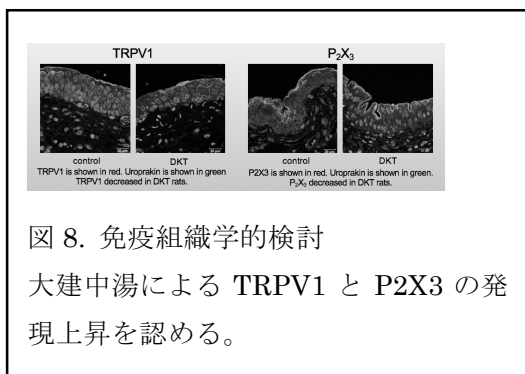 TRPV1
P₂X₃
control
DKT
TRPV1 is shown in red. Uroprakin is shown in green
TRPV1 decreased in DKT rats.
control
DKT
P2X3 is shown in red. Uroprakin is shown in green.
P₂X₃ decreased in DKT rats.
図 8. 免疫組織学的検討
大建中湯による TRPV1 と P2X3 の発
現上昇を認める。